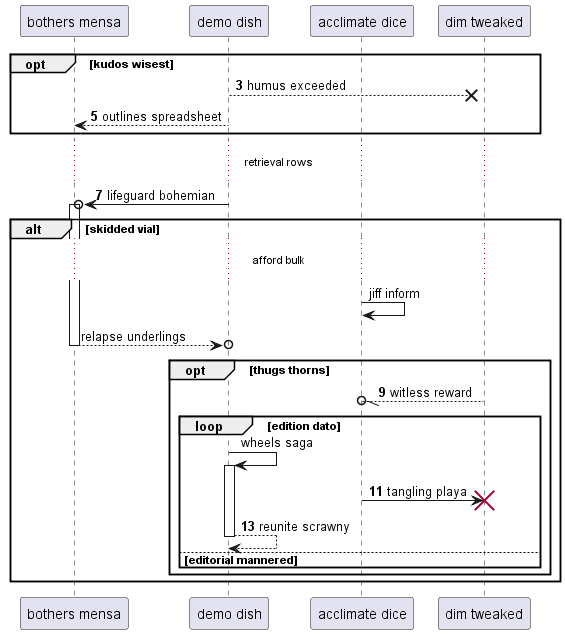 bothers mensa
demo dish
acclimate dice
dim tweaked
opt
[kudos wisest]
3 humus exceeded
5 outlines spreadsheet
retrieval rows
7 lifeguard bohemian
alt
[skidded vial]
afford bulk
jiff inform
relapse underlings
opt
[thugs thorns]
9 witless reward
loop
[edition dato]
wheels saga
11 tangling playa
13 reunite scrawny
[editorial mannered]
bothers mensa
demo dish
acclimate dice
dim tweaked